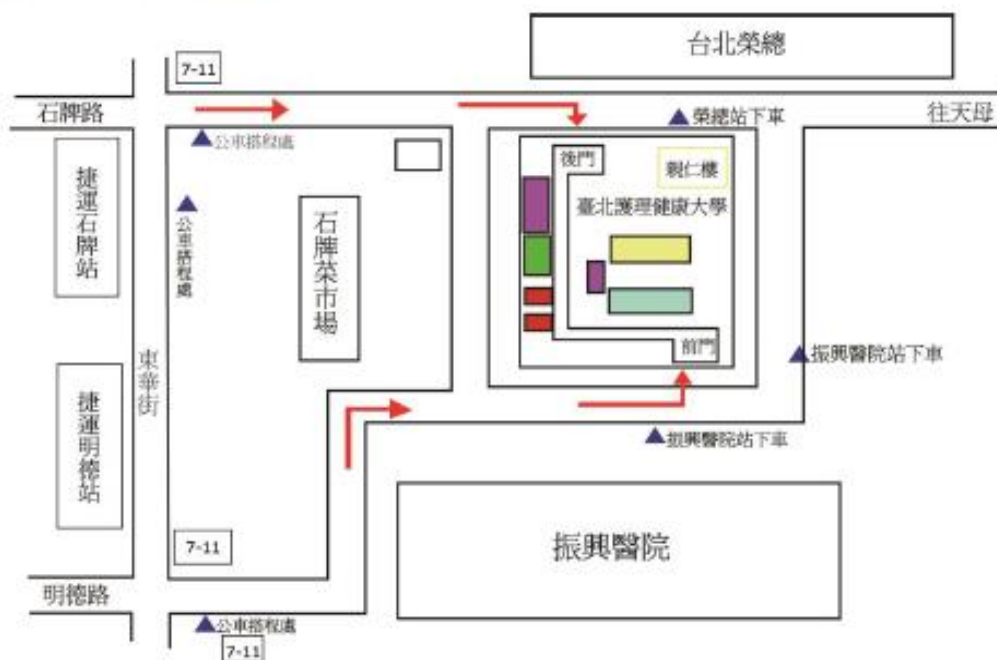 台北榮總
7-11
石牌路
往天母
公車搭程處
榮總站下車
後門
親仁樓
捷運石牌站
公車搭程處
石牌菜市場
臺北護理健康大學
前門
振興醫院站下車
東華街
捷運明德站
振興醫院站下車
7-11
振興醫院
明德路
公車搭程處
7-11